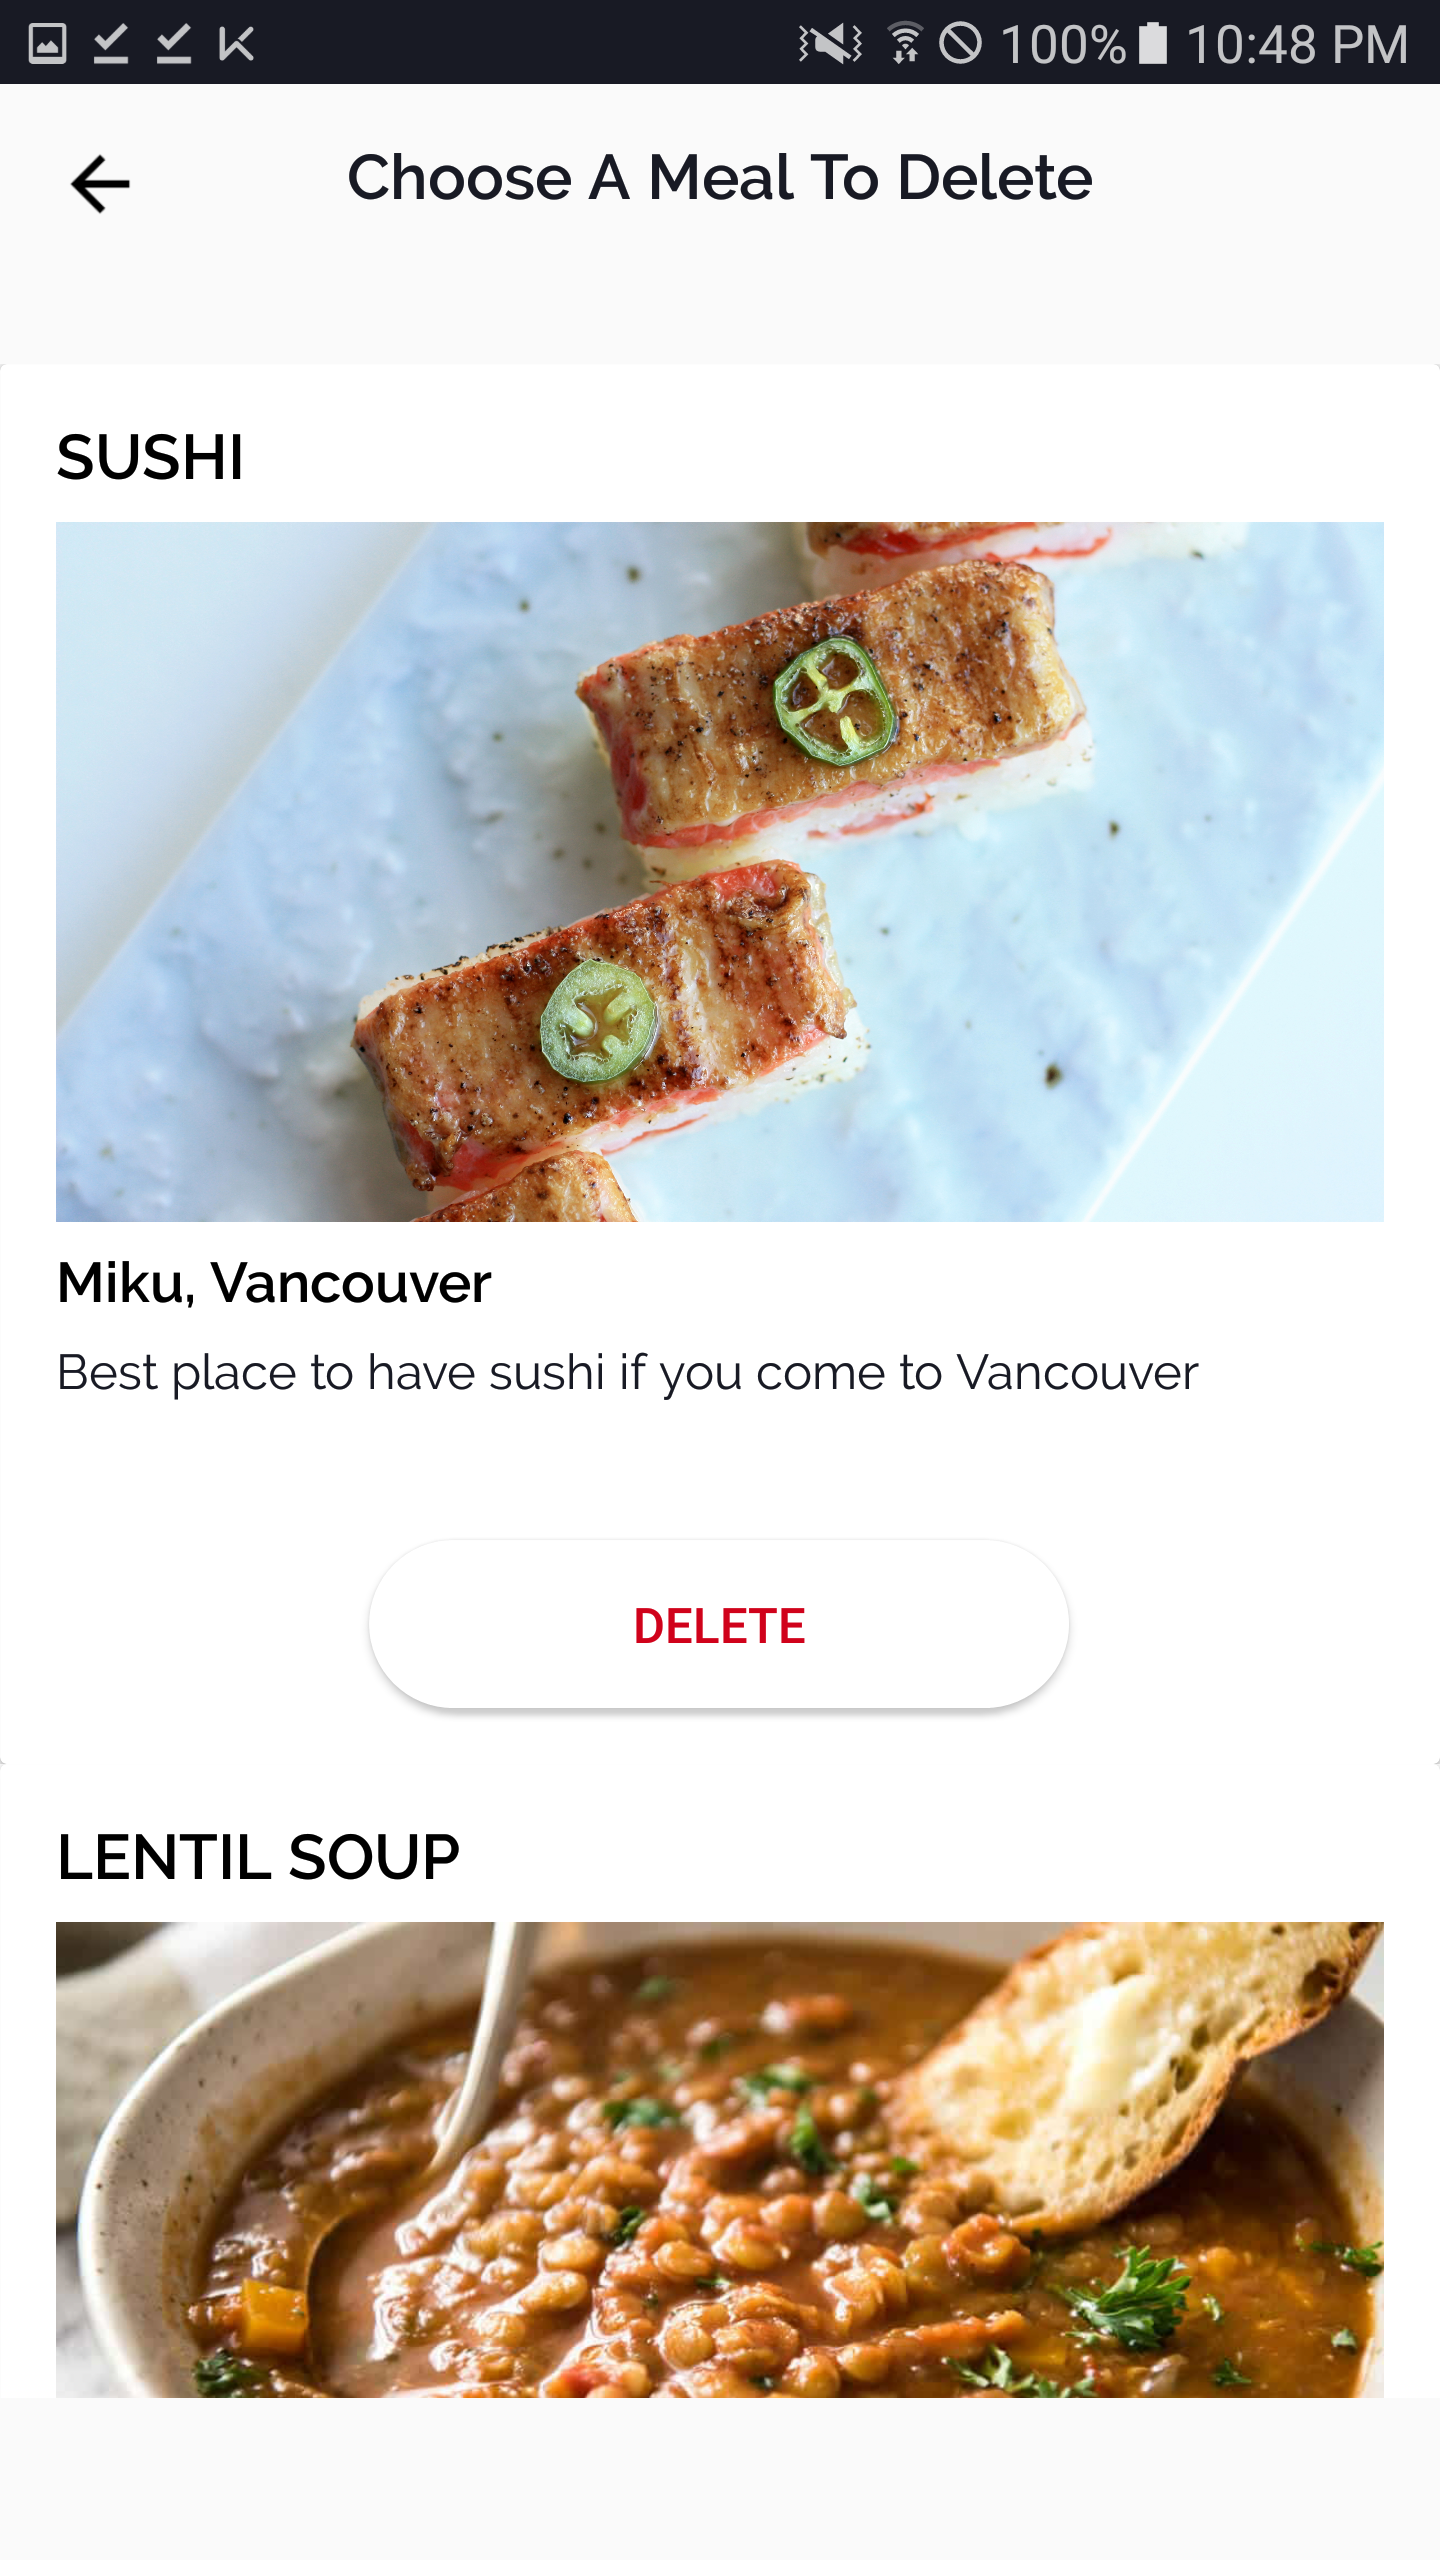 100% 10:48 PM
Choose A Meal To Delete
SUSHI
Miku, Vancouver
Best place to have sushi if you come to Vancouver
DELETE
LENTIL SOUP